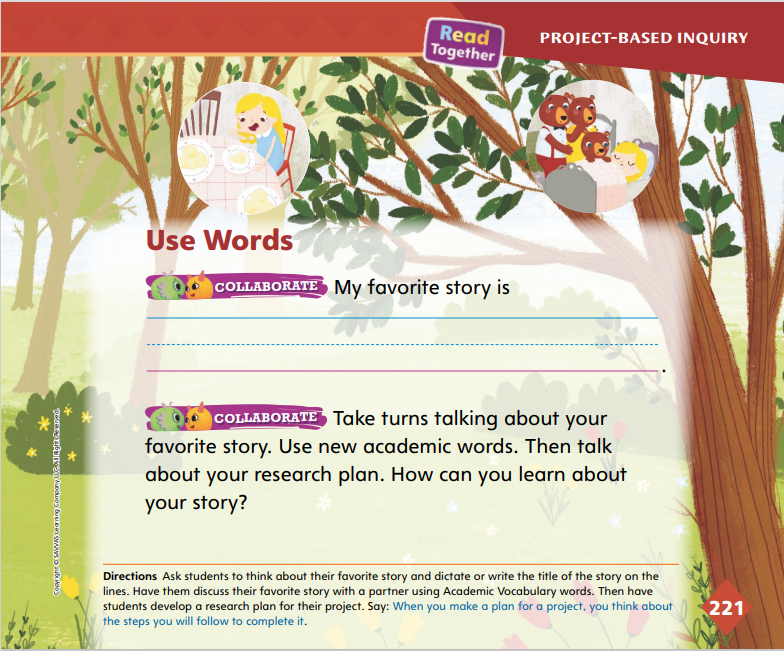 Read
Together
PROJECT-BASED INQUIRY
Use Words
COLLABORATE My favorite story is
.
COLLABORATE Take turns talking about your
favorite story. Use new academic words. Then talk
about your research plan. How can you learn about
your story?
Copyright © SAVVAS Learning Company LLC. All Rights Reserved.
Directions Ask students to think about their favorite story and dictate or write the title of the story on the
lines. Have them discuss their favorite story with a partner using Academic Vocabulary words. Then have
students develop a research plan for their project. Say: When you make a plan for a project, you think about
the steps you will follow to complete it.
221